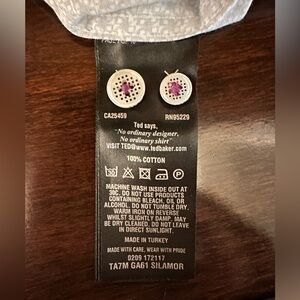 CA25459 RN95229
Ted says,
"No ordinary designer,
No ordinary shirt"
VISIT TED@www.tedbaker.com
100% COTTON
MACHINE WASH INSIDE OUT AT
30C. DO NOT USE PRODUCTS
CONTAINING BLEACH, OIL OR
ALCOHOL. DO NOT TUMBLE DRY.
WARM IRON ON REVERSE
WHILST SLIGHTLY DAMP. MAY
BE DRY CLEANED. DO NOT LEAVE
IN DIRECT SUNLIGHT.
MADE IN TURKEY
MADE WITH CARE, WEAR WITH PRIDE
0209 172117
TA7M GA61 SILAMOR